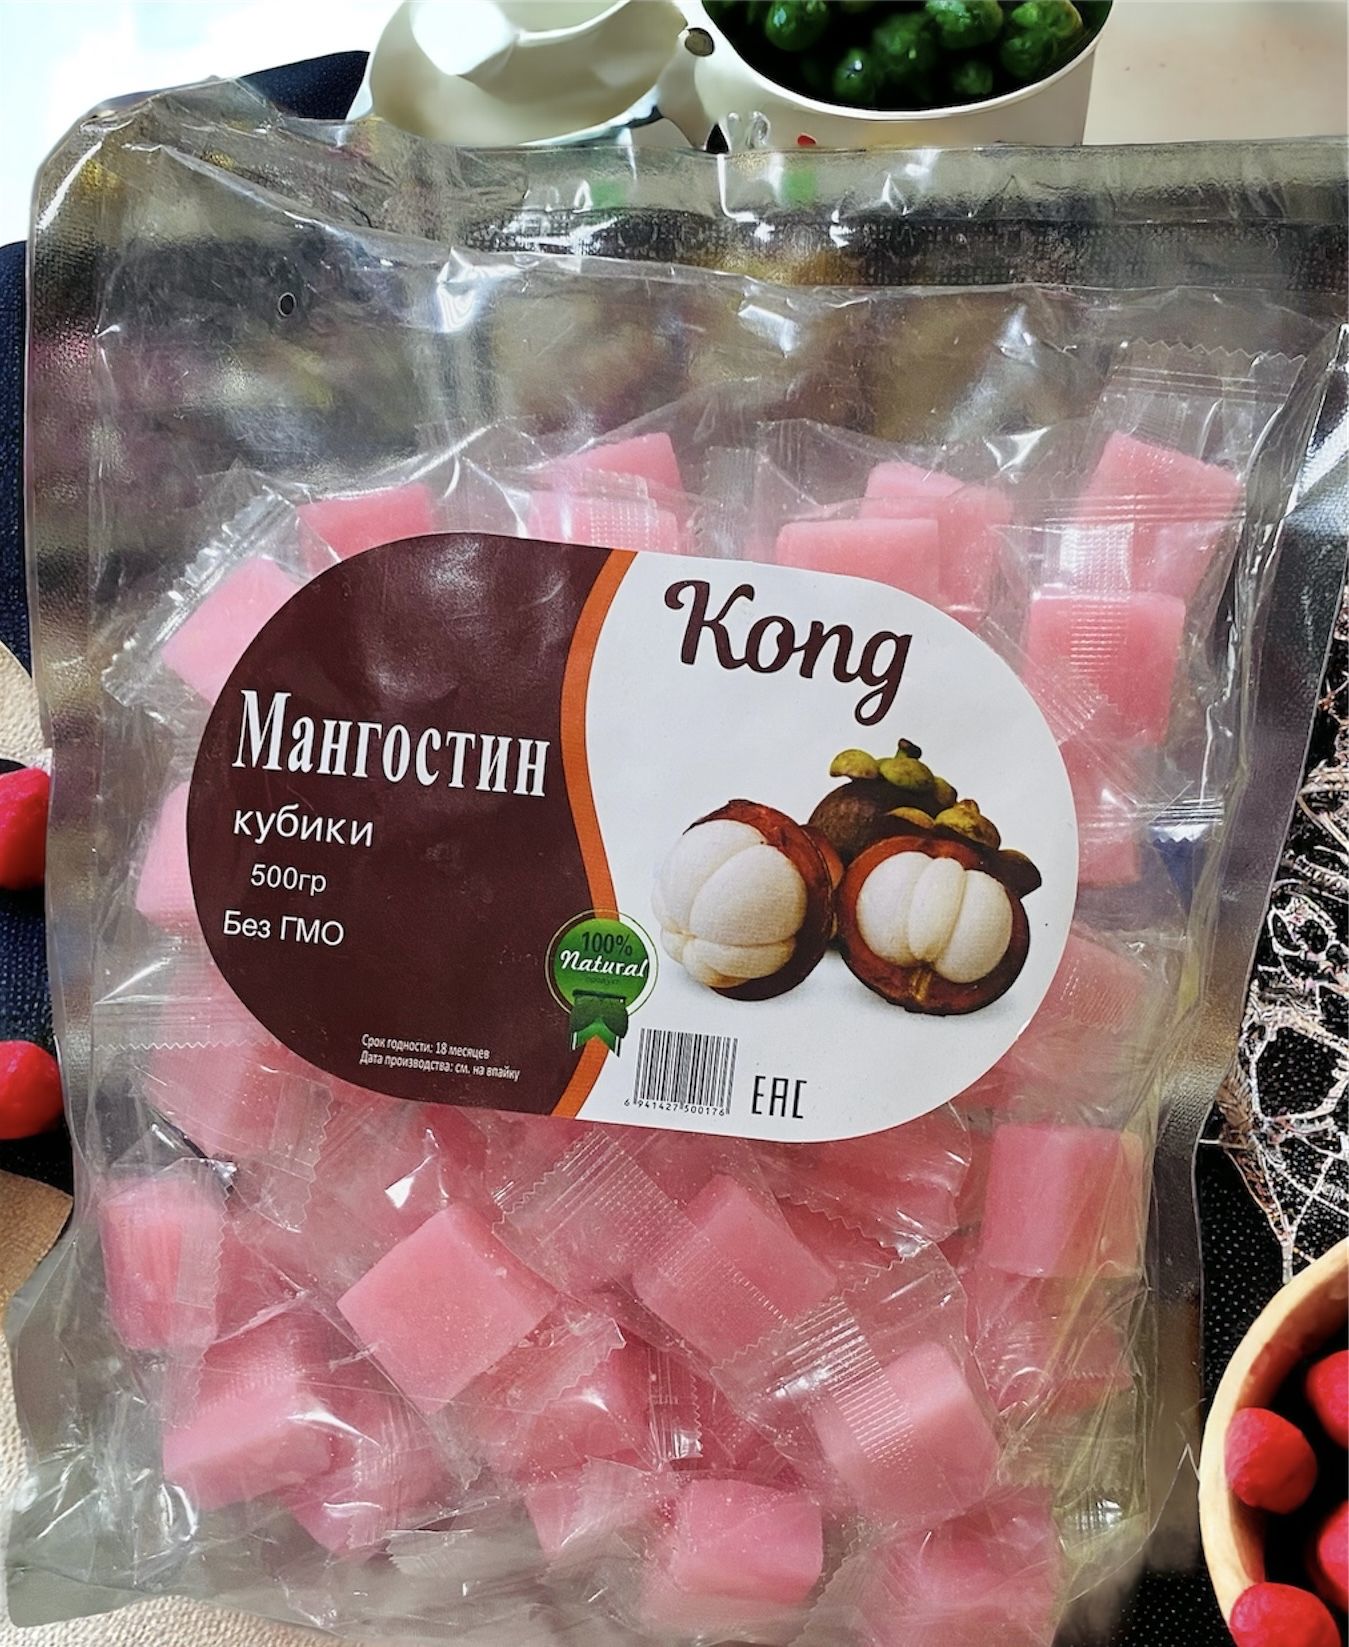 Kong
Мангостин
кубики
500гр
Без ГМО
100%
Natural
Срок годности: 18 месяцев
Дата производства: см. на впайку
6 941427 500176
EAC